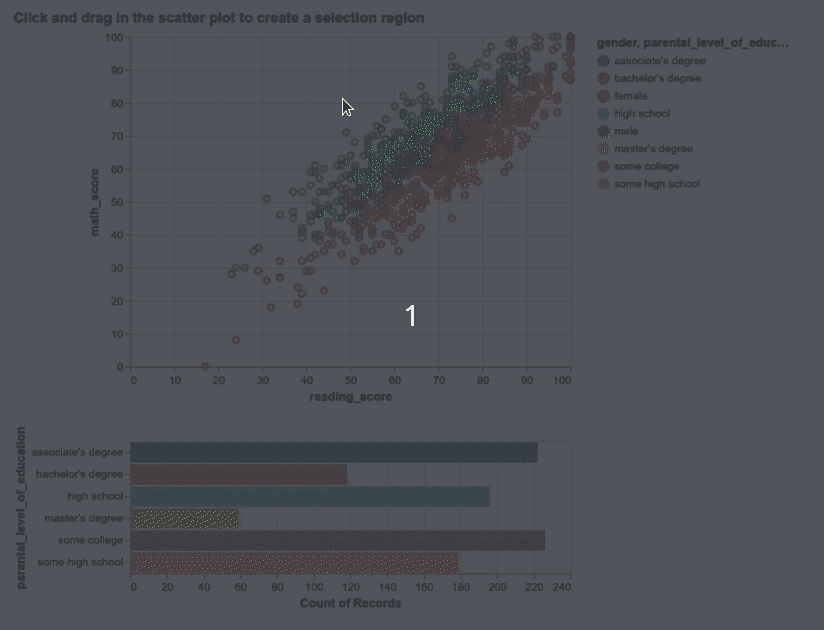 Click and drag in the scatter plot to create a selection region
100
90
80
70
60
50
40
30
20
10
0
math_score
0 10 20 30 40 50 60 70 80 90 100
reading_score
gender, parental_level_of_educ...
associate's degree
bachelor's degree
female
high school
male
master's degree
some college
some high school
1
parental_level_of_education
associate's degree
bachelor's degree
high school
master's degree
some college
some high school
0 20 40 60 80 100 120 140 160 180 200 220 240
Count of Records